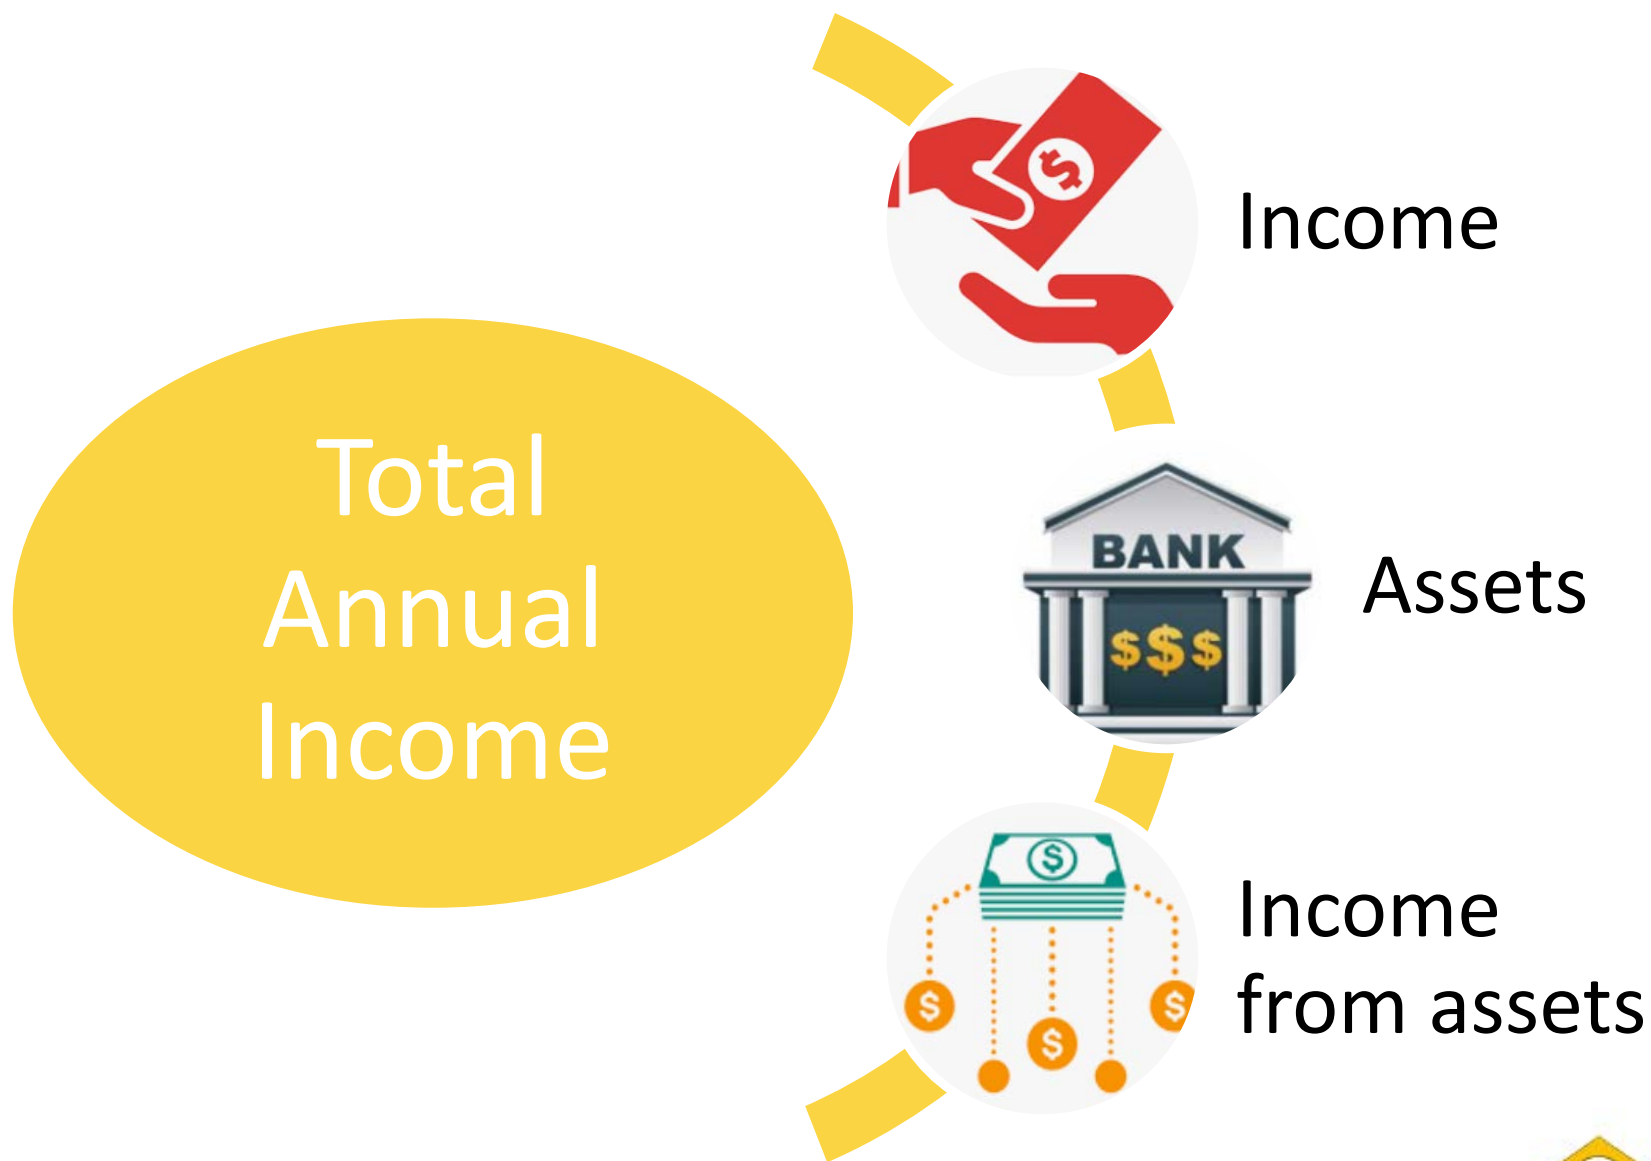 Total
Annual
Income
$
Income
BANK
$$$
Assets
$
$
$
$
Income
from assets